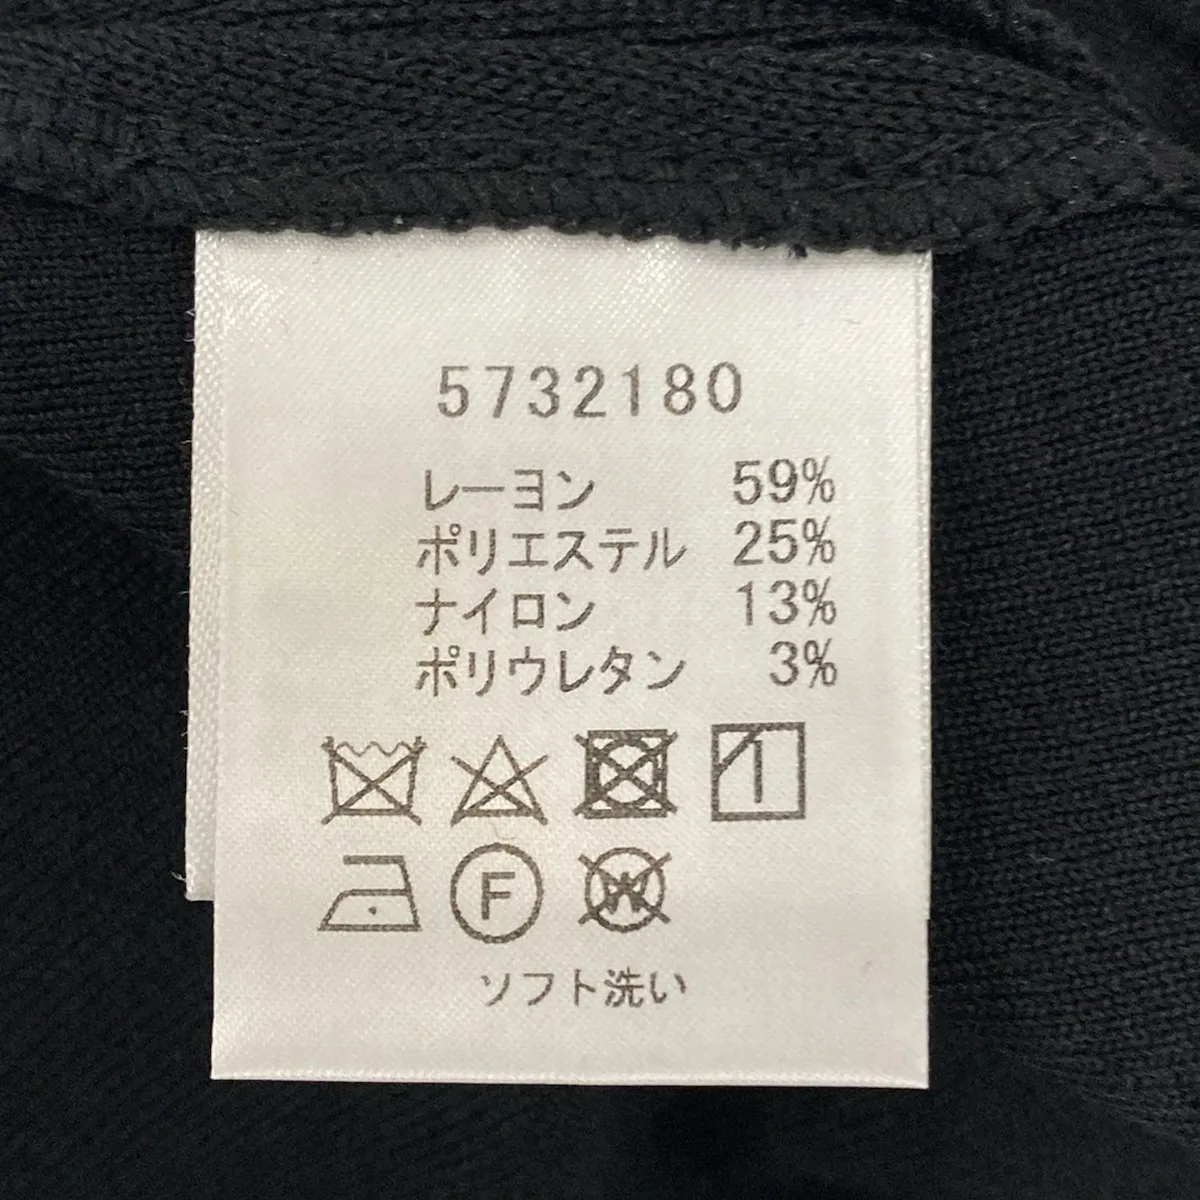 5732180
レーヨン 59%
ポリエステル 25%
ナイロン 13%
ポリウレタン 3%
F W
ソフト洗い